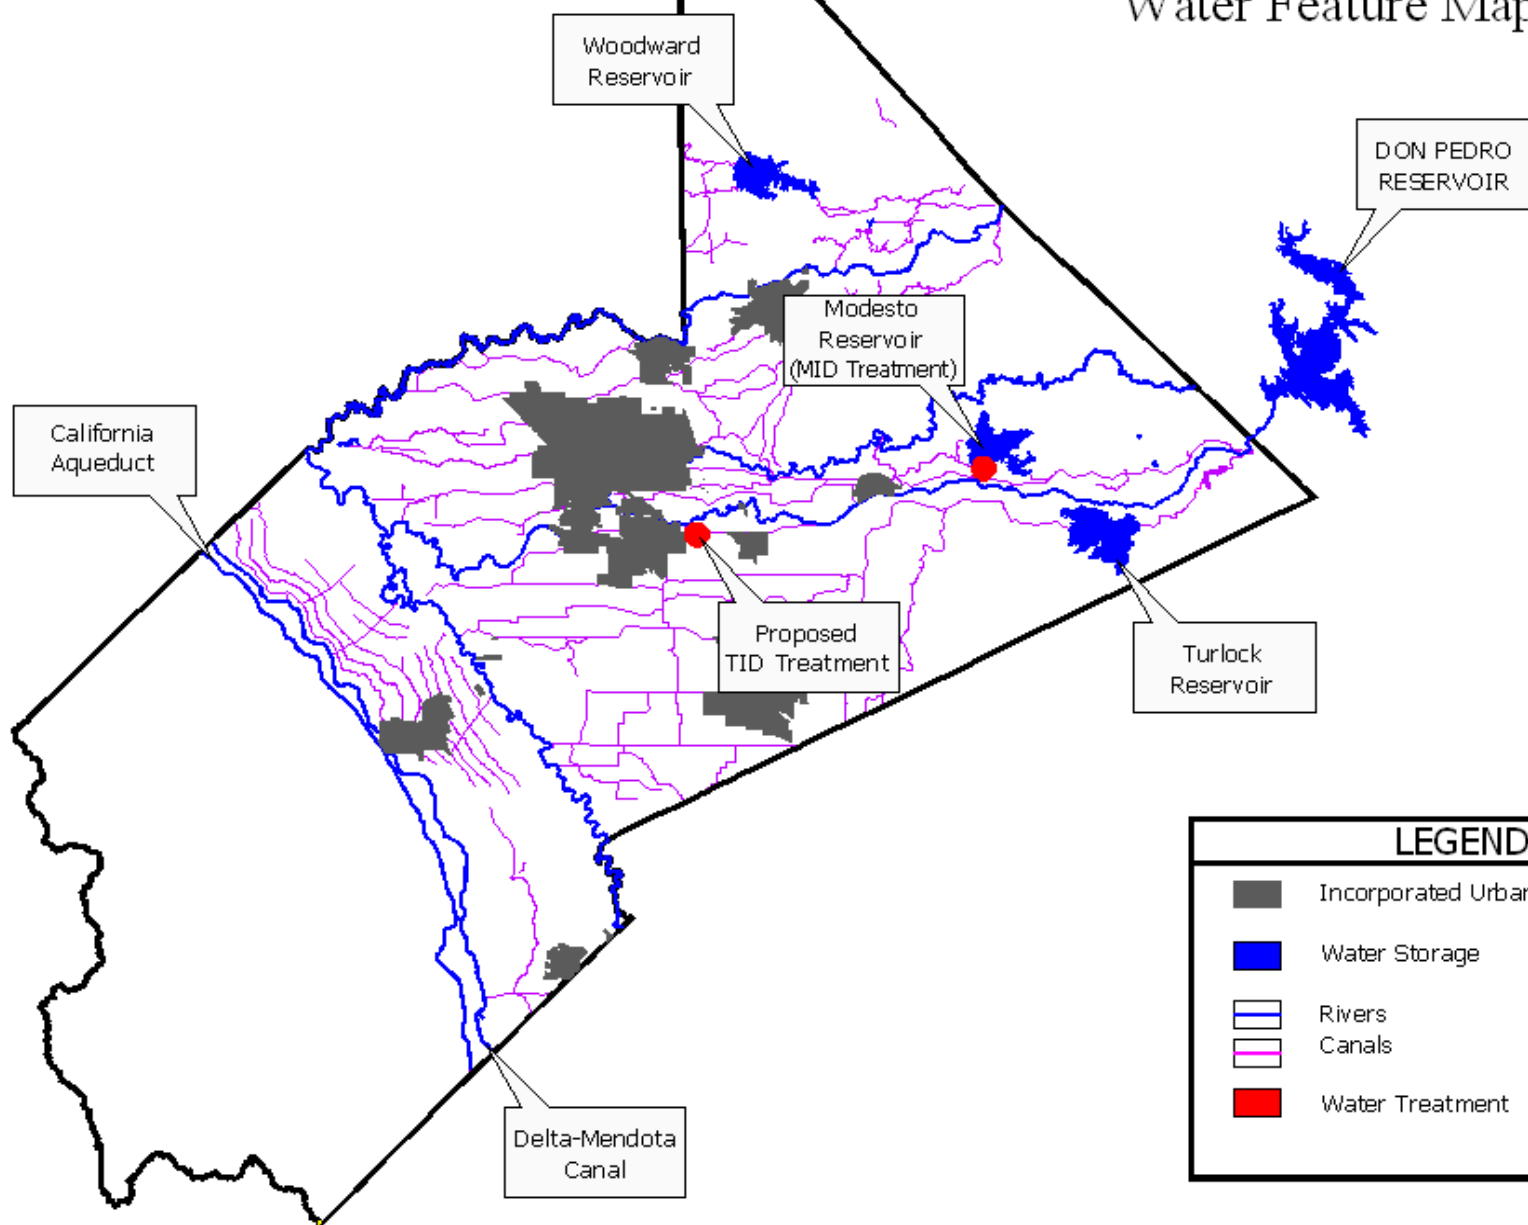 Water Feature Map
Woodward
Reservoir
DON PEDRO
RESERVOIR
Modesto
Reservoir
(MID Treatment)
California
Aqueduct
Proposed
TID Treatment
Turlock
Reservoir
Delta-Mendota
Canal
LEGEND
Incorporated Urban
Water Storage
Rivers
Canals
Water Treatment